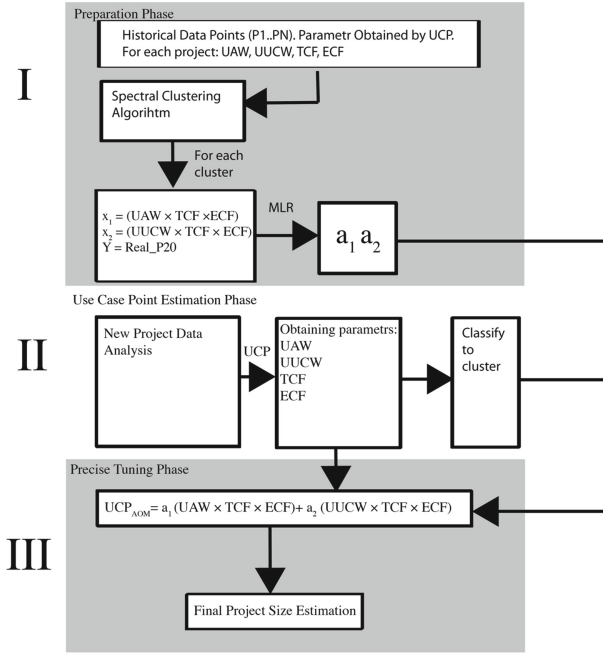 Preparation Phase
Historical Data Points (P1..PN). Parametr Obtained by UCP.
For each project: UAW, UUCW, TCF, ECF
I
Spectral Clustering
Algorihtm
For each
cluster
x1 = (UAW × TCF ×ECF)
x2 = (UUCW × TCF × ECF)
Y = Real_P20
MLR
a1 a2
Use Case Point Estimation Phase
II
New Project Data
Analysis
UCP
Obtaining parametrs:
UAW
UUCW
TCF
ECF
Classify
to
cluster
Precise Tuning Phase
III
UCPAOM= a1 (UAW × TCF × ECF)+ a2 (UUCW × TCF × ECF)
Final Project Size Estimation